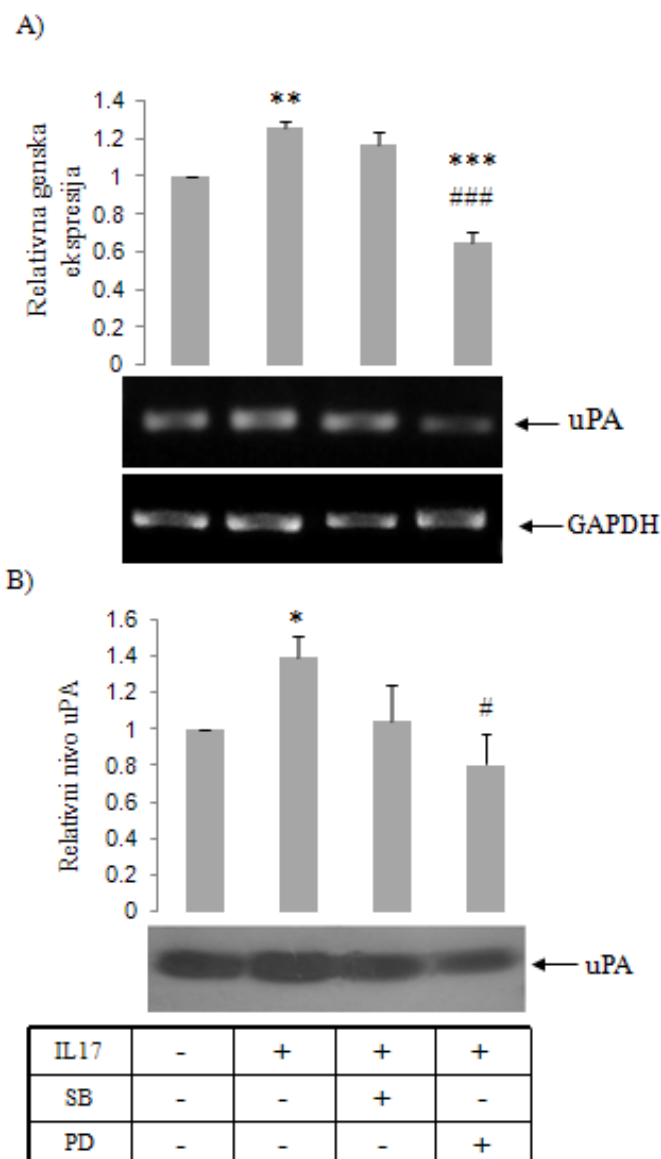 A)
Relativna genska
ekspresija
1.4
1.2
1
0.8
0.6
0.4
0.2
0
**
***
###
uPA
GAPDH
B)
Relativni nivo uPA
1.6
1.4
1.2
1
0.8
0.6
0.4
0.2
0
*
#
uPA
IL17 - + + +
SB - - + -
PD - - - +